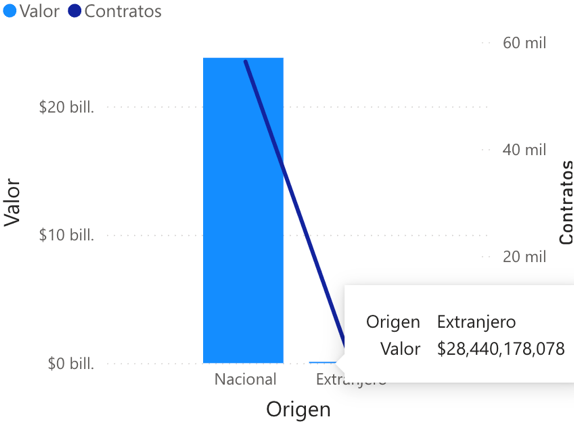 Valor Contratos
60 mil
$20 bill.
40 mil
$10 bill.
20 mil
$0 bill.
Valor
Contratos
Origen Extranjero
Valor $28,440,178,078
Nacional Extranjero
Origen